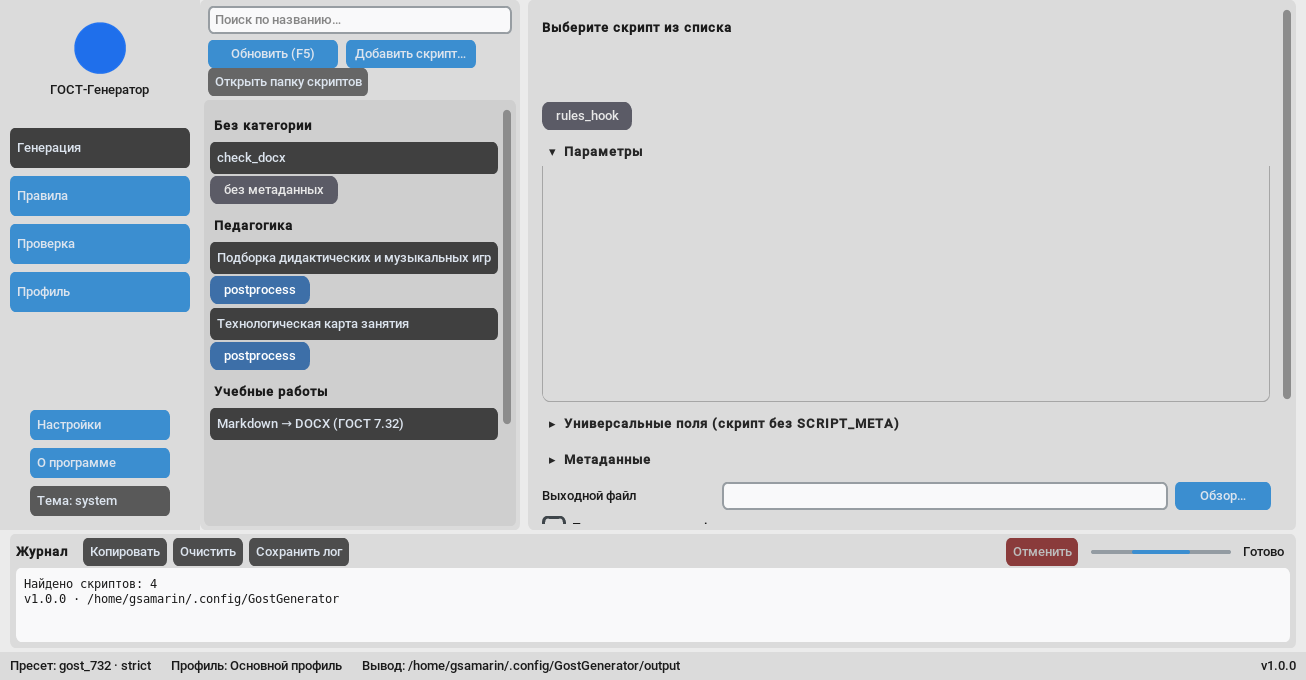 ГОСТ-Генератор
Генерация
Правила
Проверка
Профиль
Настройки
О программе
Тема: system
Поиск по названию…
Обновить (F5)
Добавить скрипт…
Открыть папку скриптов
Без категории
check_docx
без метаданных
Педагогика
Подборка дидактических и музыкальных игр
postprocess
Технологическая карта занятия
postprocess
Учебные работы
Markdown → DOCX (ГОСТ 7.32)
Выберите скрипт из списка
rules_hook
▾ Параметры
▸ Универсальные поля (скрипт без SCRIPT_META)
▸ Метаданные
Выходной файл
Обзор…
Журнал
Копировать
Очистить
Сохранить лог
Отменить
Готово
Найдено скриптов: 4
v1.0.0 · /home/gsamarin/.config/GostGenerator
Пресет: gost_732 · strict
Профиль: Основной профиль
Вывод: /home/gsamarin/.config/GostGenerator/output
v1.0.0